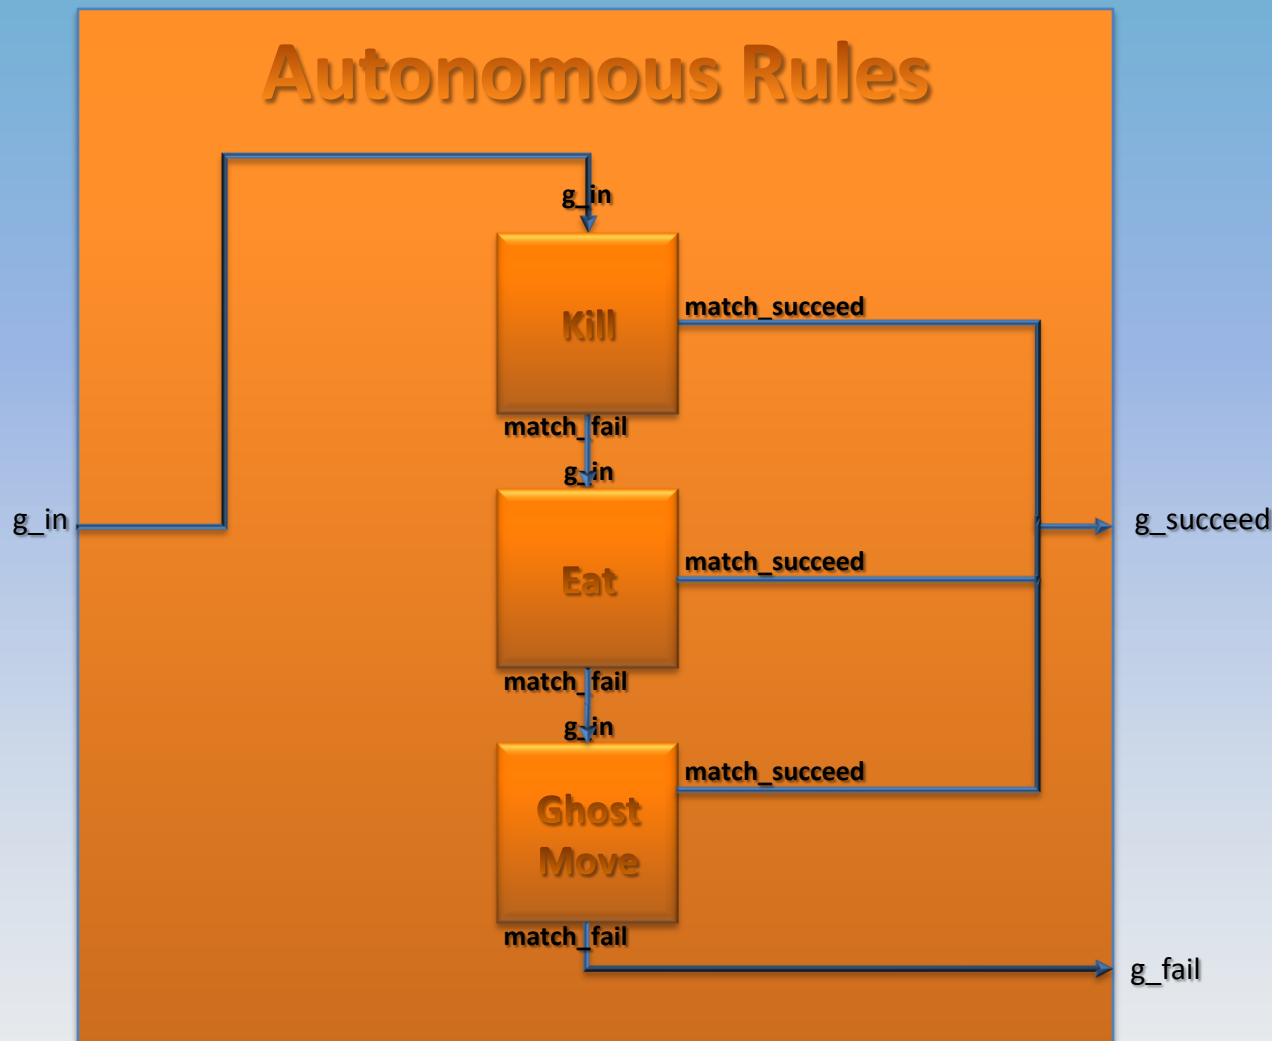 Autonomous Rules
g_in
Kill
match_succeed
match_fail
g_in
g_in
g_succeed
match_succeed
Eat
match_fail
g_in
match_succeed
Ghost
Move
match_fail
g_fail